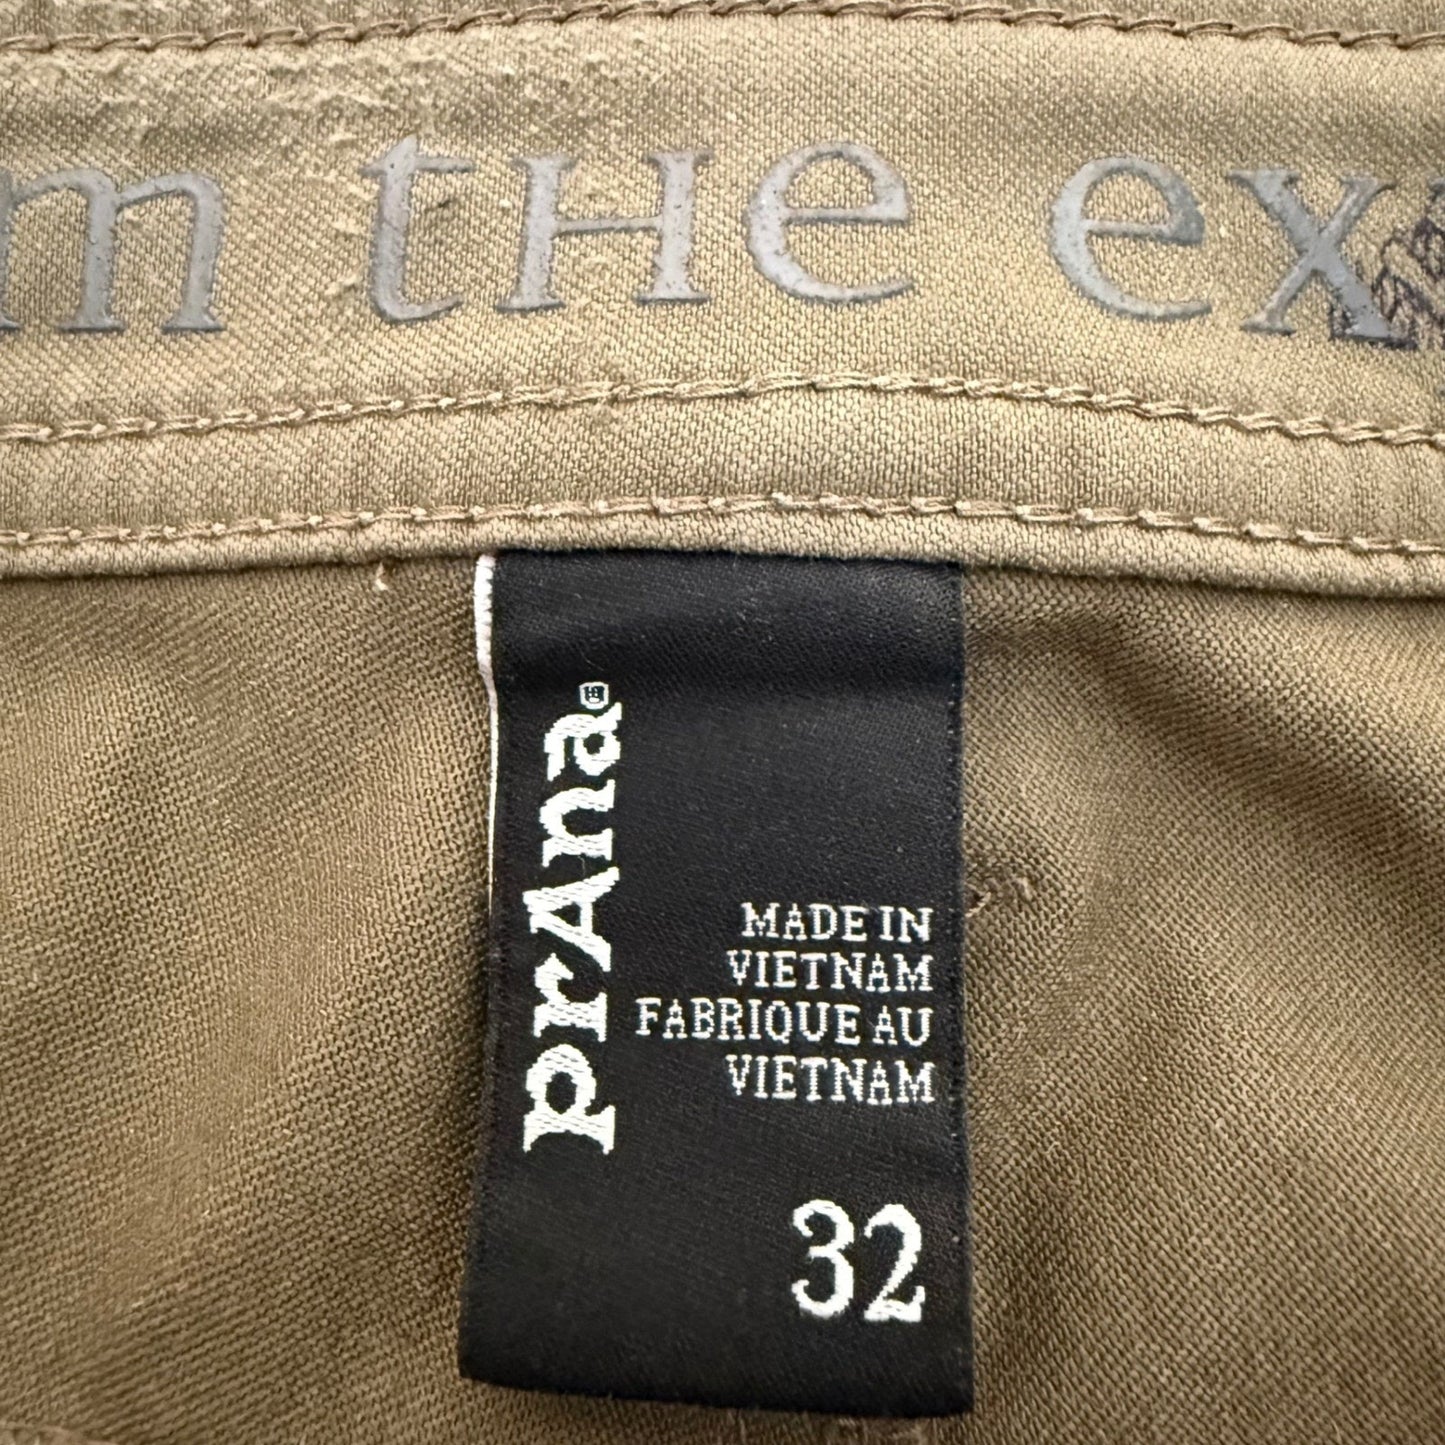 m tHe ex
prAna®
MADE IN
VIETNAM
FABRIQUE AU
VIETNAM
32